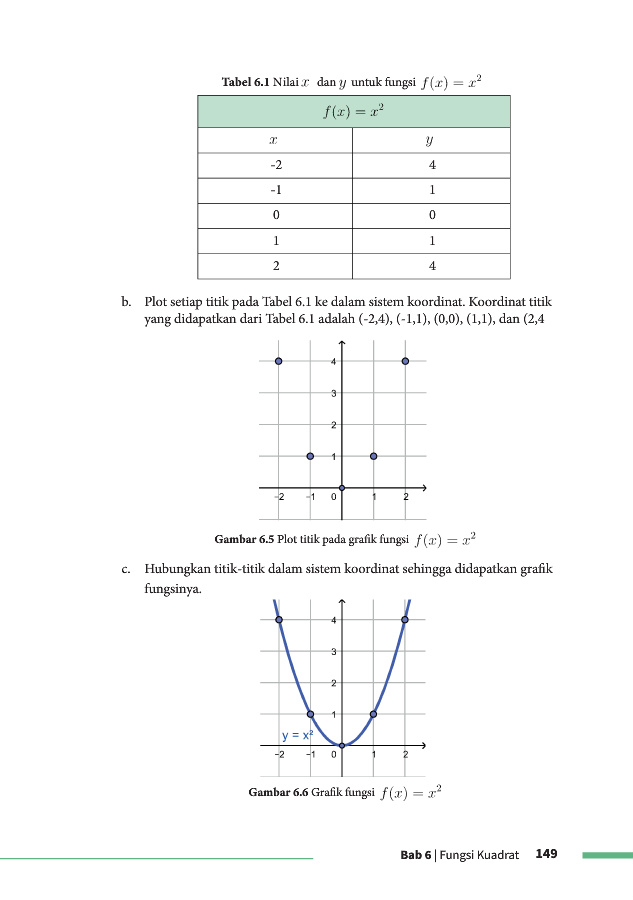 Tabel 6.1 Nilai x dan y untuk fungsi f(x) = x²
f(x) = x²
x y
-2 4
-1 1
0 0
1 1
2 4
b. Plot setiap titik pada Tabel 6.1 ke dalam sistem koordinat. Koordinat titik
yang didapatkan dari Tabel 6.1 adalah (-2,4), (-1,1), (0,0), (1,1), dan (2,4
4
3
2
1
−2 −1 0 1 2
Gambar 6.5 Plot titik pada grafik fungsi f(x) = x²
c. Hubungkan titik-titik dalam sistem koordinat sehingga didapatkan grafik
fungsinya.
4
3
2
1
y = x²
−2 −1 0 1 2
Gambar 6.6 Grafik fungsi f(x) = x²
Bab 6 | Fungsi Kuadrat 149